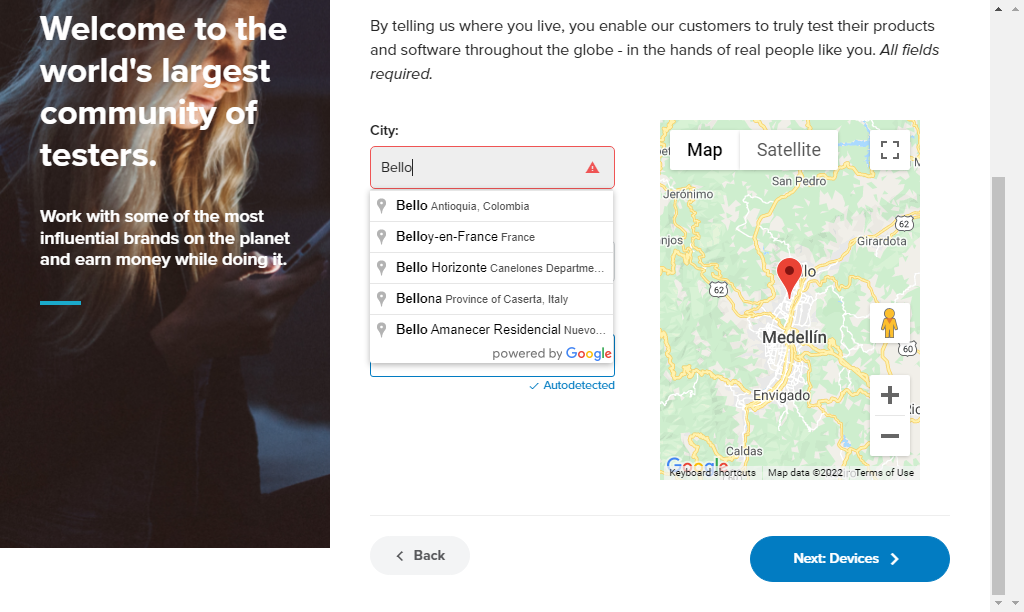 Welcome to the
world's largest
community of
testers.
Work with some of the most
influential brands on the planet
and earn money while doing it.
By telling us where you live, you enable our customers to truly test their products
and software throughout the globe - in the hands of real people like you. All fields
required.
City:
Bello
Bello Antioquia, Colombia
Belloy-en-France France
Bello Horizonte Canelones Departme...
Bellona Province of Caserta, Italy
Bello Amanecer Residencial Nuevo...
powered by Google
Autodetected
Map
Satellite
San Pedro
Jerónimo
62
Girardota
njos
llo
62
Medellín
60
Envigado
Caldas
Google
Keyboard shortcuts
Map data ©2022
Terms of Use
Back
Next: Devices